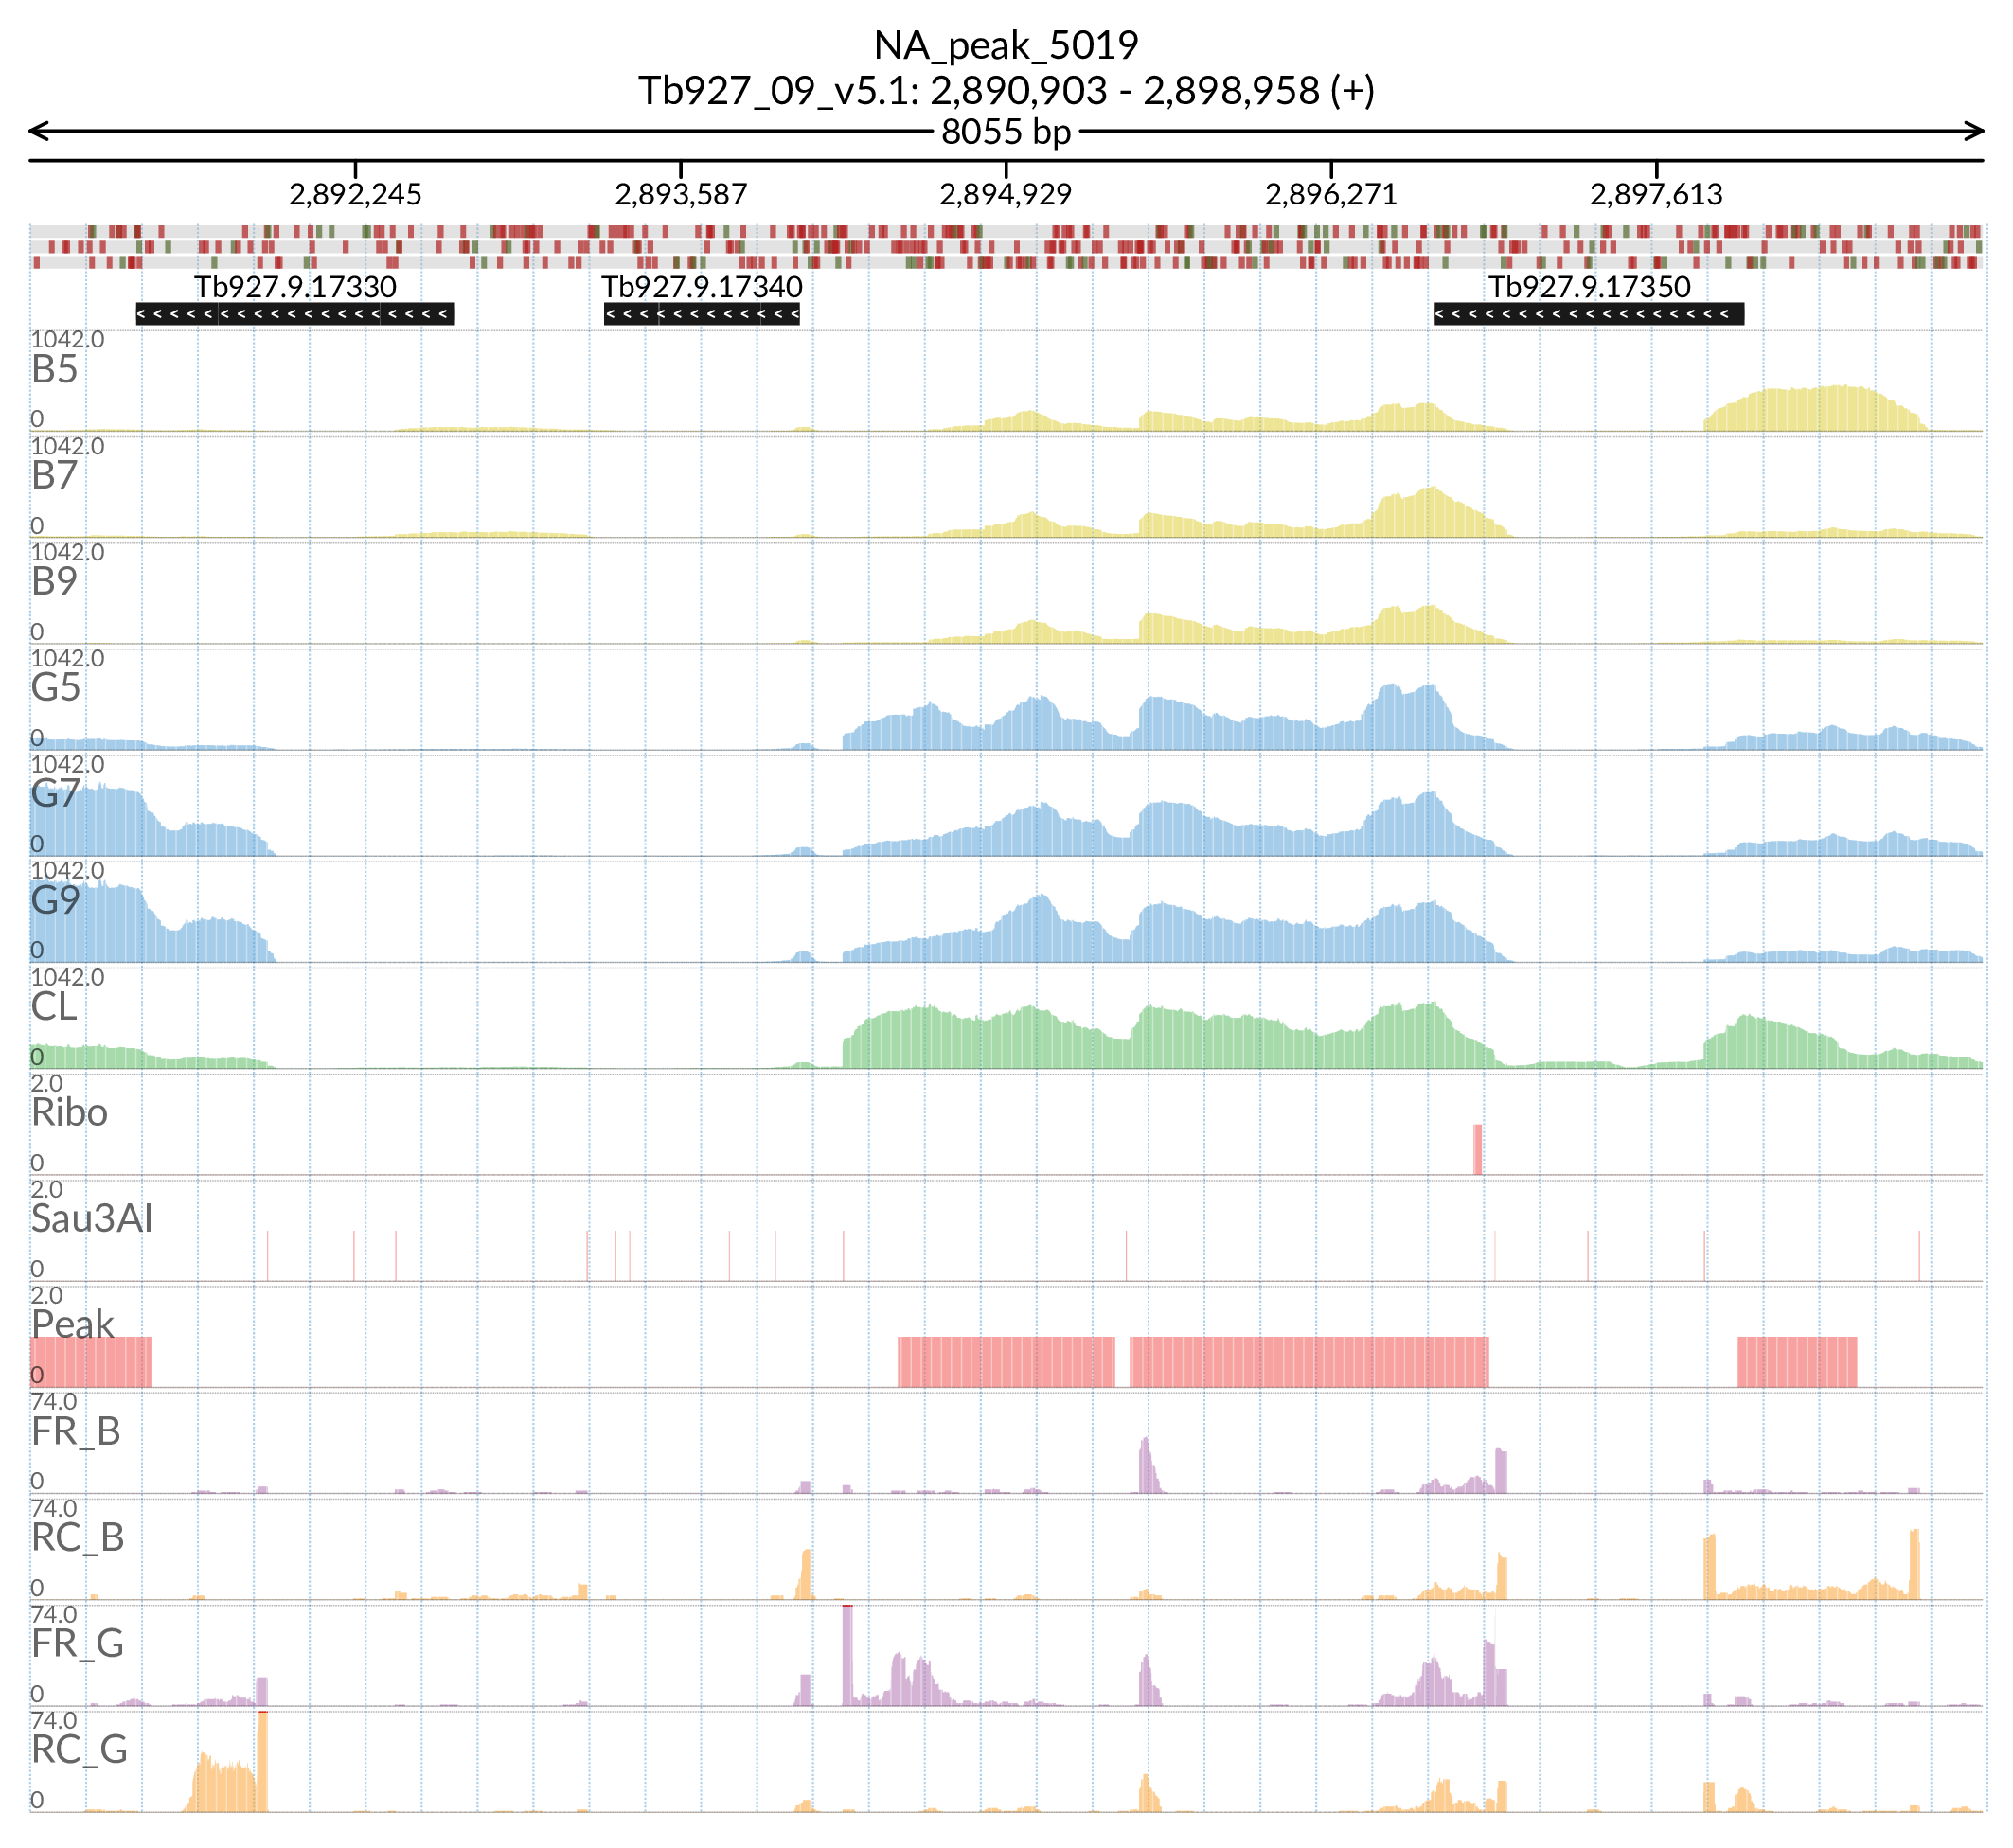 NA_peak_5019
Tb927_09_v5.1: 2,890,903 - 2,898,958 (+)
8055 bp
2,892,245 2,893,587 2,894,929 2,896,271 2,897,613
Tb927.9.17330 Tb927.9.17340 Tb927.9.17350
1042.0
B5
0
1042.0
B7
0
1042.0
B9
0
1042.0
G5
0
1042.0
G7
0
1042.0
G9
0
1042.0
CL
0
2.0
Ribo
0
2.0
Sau3AI
0
2.0
Peak
0
74.0
FR_B
0
74.0
RC_B
0
74.0
FR_G
0
74.0
RC_G
0